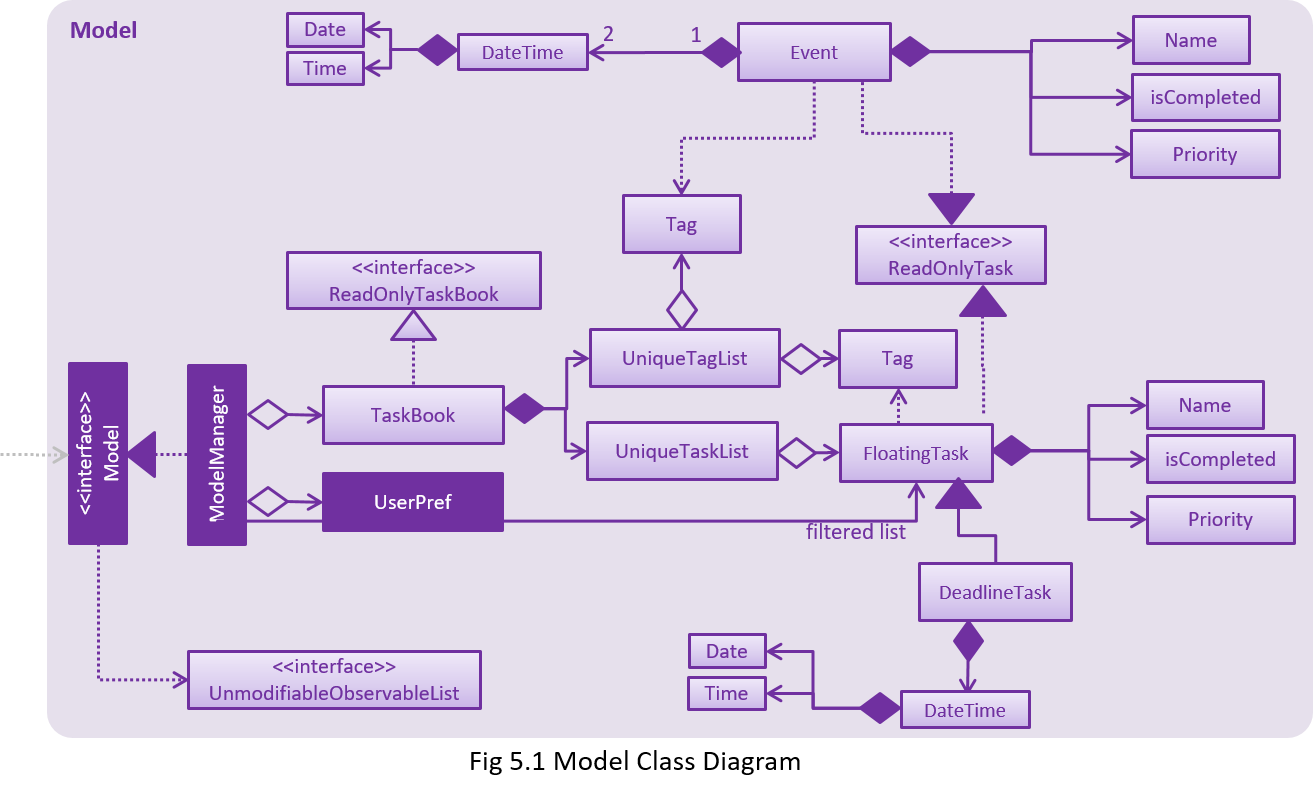 Model
Date
Time
DateTime
2
1
Event
Name
isCompleted
Priority
Tag
<<interface>>
ReadOnlyTask
<<interface>>
ReadOnlyTaskBook
UniqueTagList
Tag
<<interface>>
Model
ModelManager
TaskBook
UniqueTaskList
FloatingTask
Name
isCompleted
Priority
UserPref
filtered list
DeadlineTask
Date
Time
DateTime
<<interface>>
UnmodifiableObservableList
Fig 5.1 Model Class Diagram